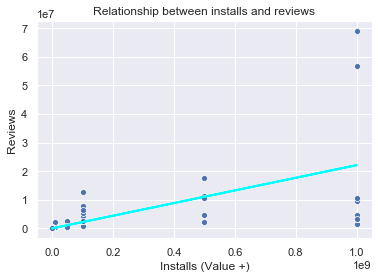 Relationship between installs and reviews
1e7
7
6
5
4
3
2
1
0
Reviews
0.0 0.2 0.4 0.6 0.8 1.0
1e9
Installs (Value +)